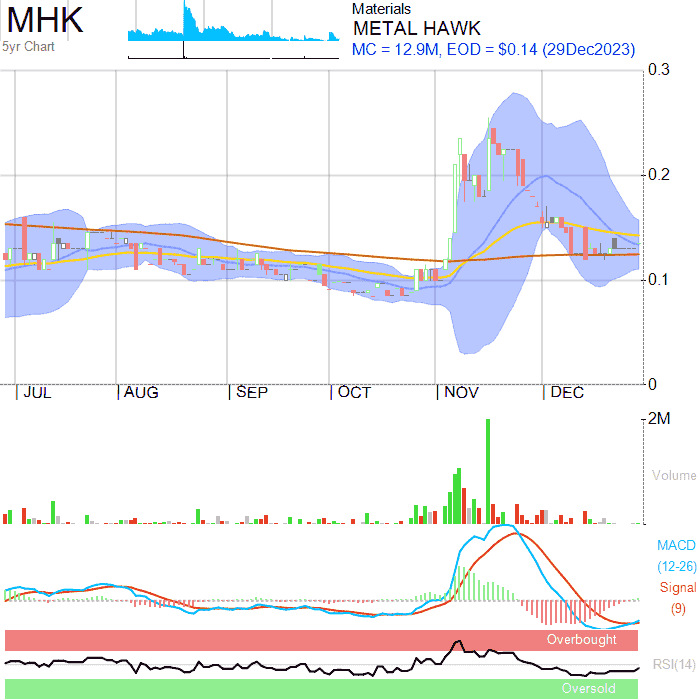 MHK
5yr Chart
Materials
METAL HAWK
MC = 12.9M, EOD = $0.14 (29Dec2023)
0.3
0.2
0.1
0
JUL
AUG
SEP
OCT
NOV
DEC
2M
Volume
MACD
(12-26)
Signal
(9)
Overbought
RSI(14)
Oversold